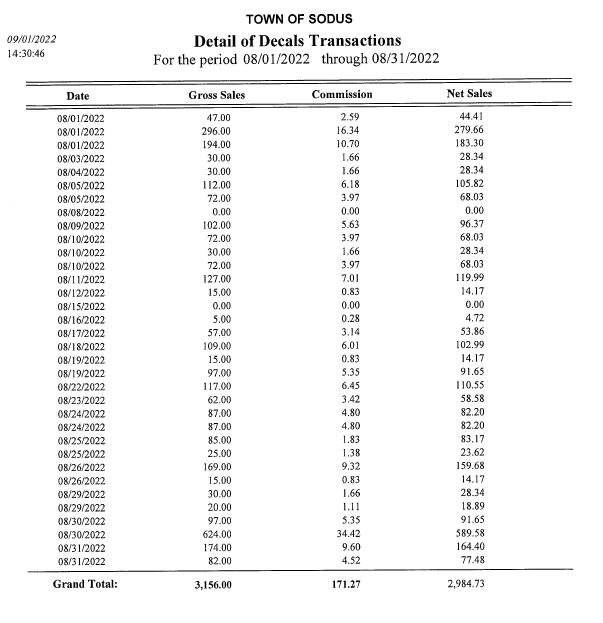 TOWN OF SODUS
09/01/2022
14:30:46
Detail of Decals Transactions
For the period 08/01/2022 through 08/31/2022
Date Gross Sales Commission Net Sales
08/01/2022 47.00 2.59 44.41
08/01/2022 296.00 16.34 279.66
08/01/2022 194.00 10.70 183.30
08/03/2022 30.00 1.66 28.34
08/04/2022 30.00 1.66 28.34
08/05/2022 112.00 6.18 105.82
08/05/2022 72.00 3.97 68.03
08/08/2022 0.00 0.00 0.00
08/09/2022 102.00 5.63 96.37
08/10/2022 72.00 3.97 68.03
08/10/2022 30.00 1.66 28.34
08/10/2022 72.00 3.97 68.03
08/11/2022 127.00 7.01 119.99
08/12/2022 15.00 0.83 14.17
08/15/2022 0.00 0.00 0.00
08/16/2022 5.00 0.28 4.72
08/17/2022 57.00 3.14 53.86
08/18/2022 109.00 6.01 102.99
08/19/2022 15.00 0.83 14.17
08/19/2022 97.00 5.35 91.65
08/22/2022 117.00 6.45 110.55
08/23/2022 62.00 3.42 58.58
08/24/2022 87.00 4.80 82.20
08/24/2022 87.00 4.80 82.20
08/25/2022 85.00 1.83 83.17
08/25/2022 25.00 1.38 23.62
08/26/2022 169.00 9.32 159.68
08/26/2022 15.00 0.83 14.17
08/29/2022 30.00 1.66 28.34
08/29/2022 20.00 1.11 18.89
08/30/2022 97.00 5.35 91.65
08/30/2022 624.00 34.42 589.58
08/31/2022 174.00 9.60 164.40
08/31/2022 82.00 4.52 77.48
Grand Total: 3,156.00 171.27 2,984.73